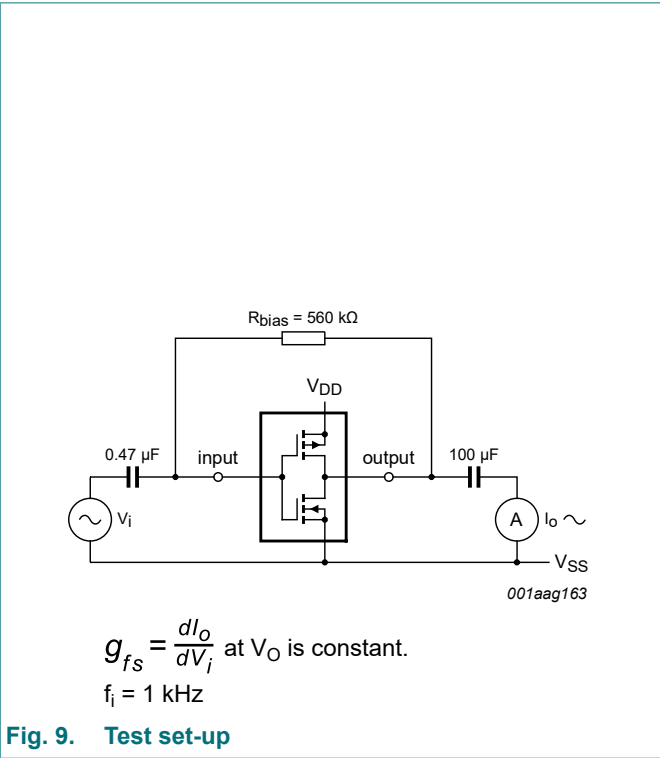 Rbias = 560 kΩ
VDD
0.47 µF
input
output
100 µF
Vi
A
Io
VSS
001aag163
gfs = dIo/dVi at VO is constant.
fi = 1 kHz
Fig. 9. Test set-up